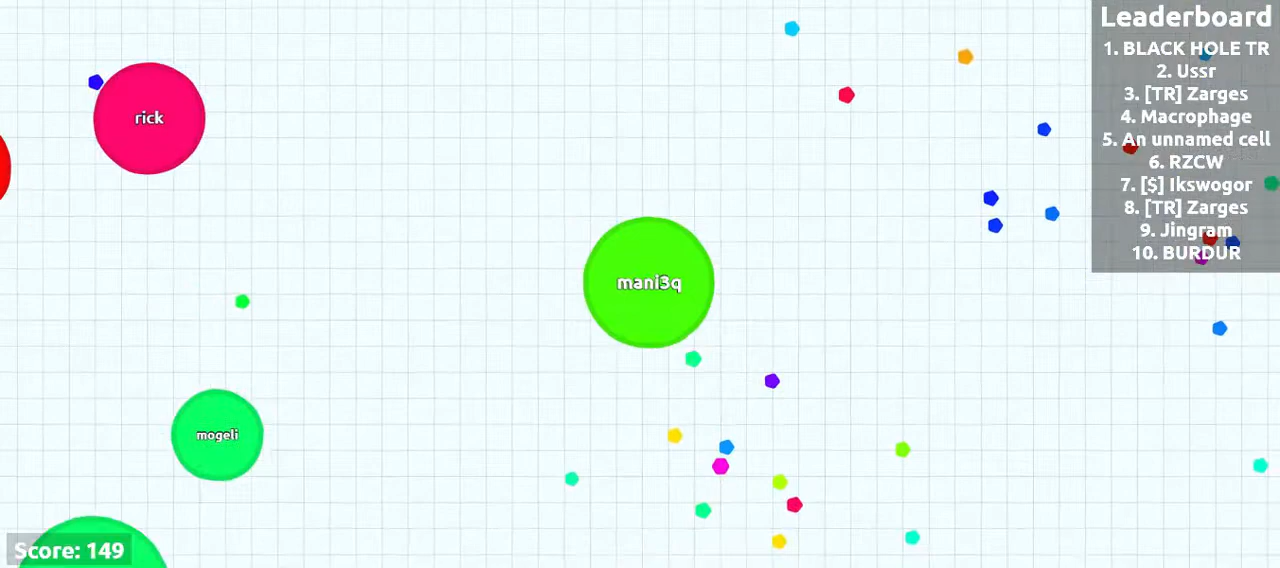 Leaderboard
1. BLACK HOLE TR
2. Ussr
3. [TR] Zarges
4. Macrophage
5. An unnamed cell
6. RZCW
7. [$] Ikswogor
8. [TR] Zarges
9. Jingram
10. BURDUR
rick
mani3q
mogeli
Score: 149